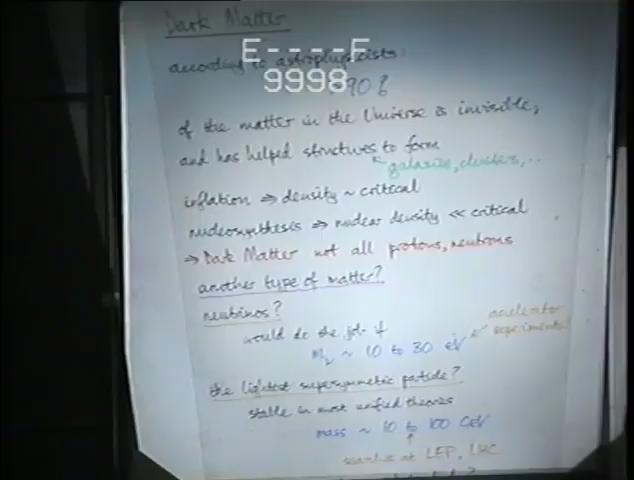 Dark Matter
E----F
according to astrophysicists:
9998
90%
of the matter in the Universe is invisible,
and has helped structures to form
galaxies, clusters, ..
inflation ⇒ density ~ critical
nucleosynthesis ⇒ nuclear density << critical
⇒ Dark Matter not all protons, neutrons
another type of matter?
neutrinos?
would do the job if
accelerator
experiments!
~ 10 to 30 eV
the lightest supersymmetric particle?
stable in most unified theories
mass ~ 10 to 100 GeV
searches at LEP, LHC